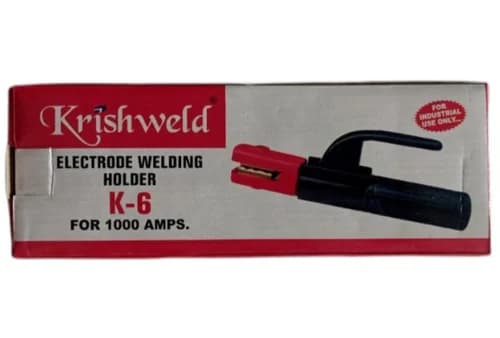 Krishweld®
ELECTRODE WELDING
HOLDER
K-6
FOR 1000 AMPS.
FOR
INDUSTRIAL
USE ONLY...